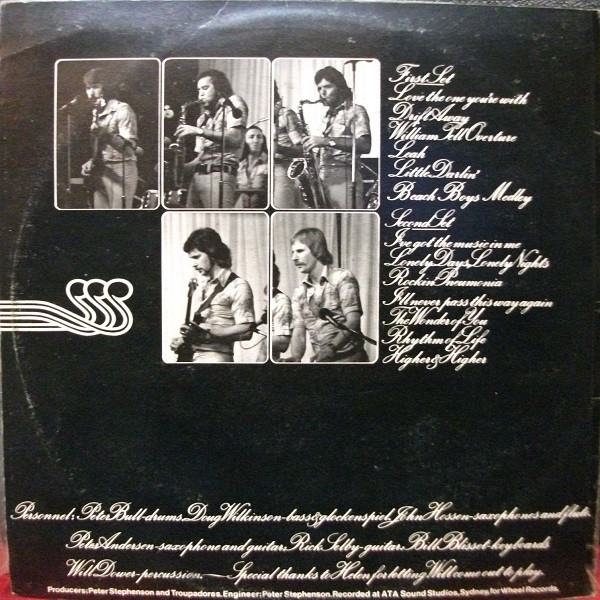 First Set
Love the one you're with
Drift Away
William Tell Overture
Leah
Little Darlin'
Beach Boys Medley
Second Set
I've got the music in me
Lonely Days, Lonely Nights
Rockin Pneumonia
I'll never pass this way again
The Wonder of You
Rhythm of Life
Higher & Higher
Personnel: Peter Bull-drums. Doug Wilkinson-bass & glockenspiel, John Hossen-saxophones and flute.
Peter Andersen-saxophone and guitar. Rick Selby-guitar. Bill Blisset-keyboards
Will Dower-percussion. — Special thanks to Helen for letting Will come out to play.
Producers: Peter Stephenson and Troupadores. Engineer: Peter Stephenson. Recorded at ATA Sound Studios, Sydney, for Wheel Records.